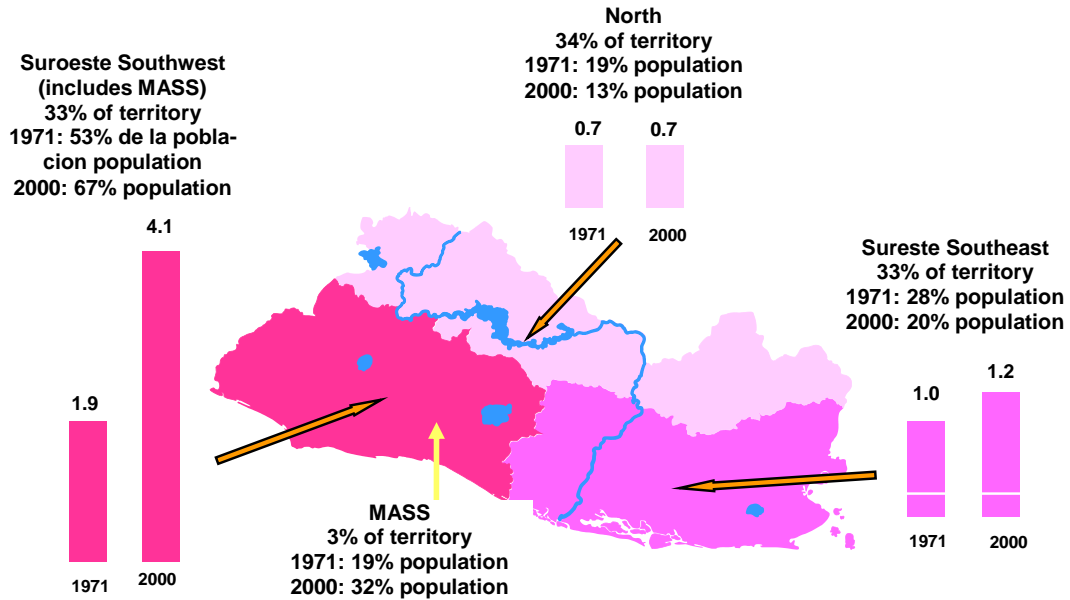 North
34% of territory
1971: 19% population
2000: 13% population
0.7
0.7
1971
2000
Suroeste Southwest
(includes MASS)
33% of territory
1971: 53% de la pobla-
cion population
2000: 67% population
4.1
1.9
1971
2000
Sureste Southeast
33% of territory
1971: 28% population
2000: 20% population
1.0
1.2
1971
2000
MASS
3% of territory
1971: 19% population
2000: 32% population